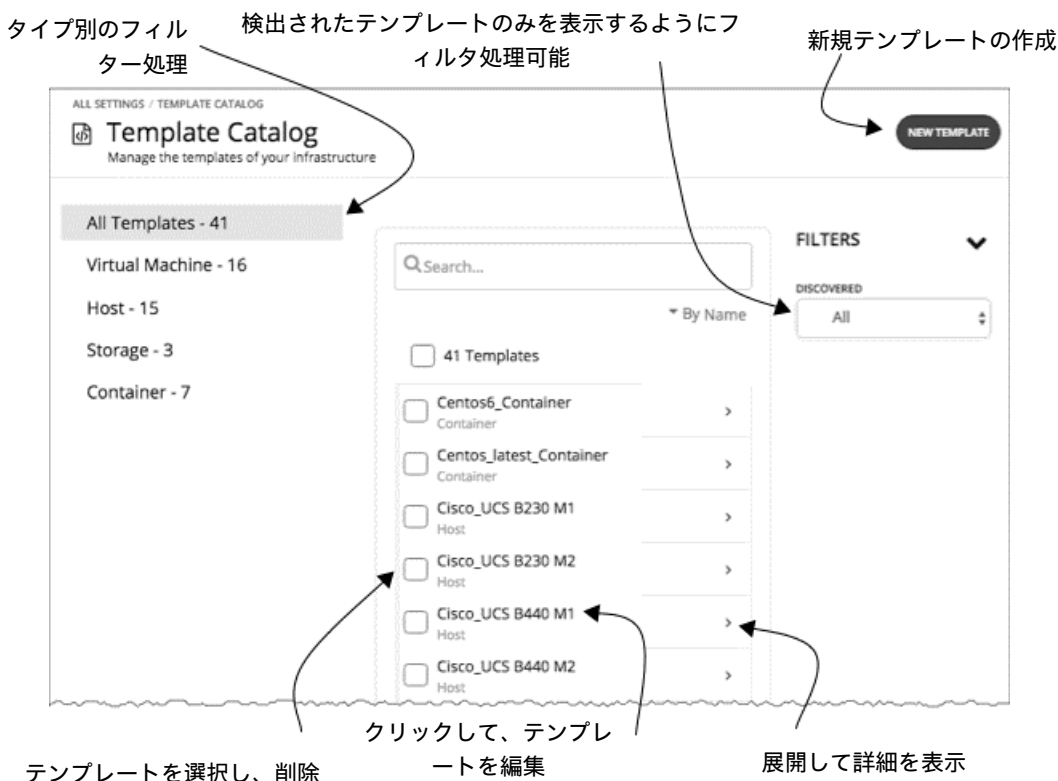 タイプ別のフィル
ター処理
検出されたテンプレートのみを表示するようにフ
ィルタ処理可能
新規テンプレートの作成
ALL SETTINGS / TEMPLATE CATALOG
Template Catalog
Manage the templates of your infrastructure
NEW TEMPLATE
All Templates - 41
Virtual Machine - 16
Host - 15
Storage - 3
Container - 7
Search...
By Name
41 Templates
Centos6_Container
Container
Centos_latest_Container
Container
Cisco_UCS B230 M1
Host
Cisco_UCS B230 M2
Host
Cisco_UCS B440 M1
Host
Cisco_UCS B440 M2
Host
FILTERS
DISCOVERED
All
テンプレートを選択し、削除
クリックして、テンプレ
ートを編集
展開して詳細を表示